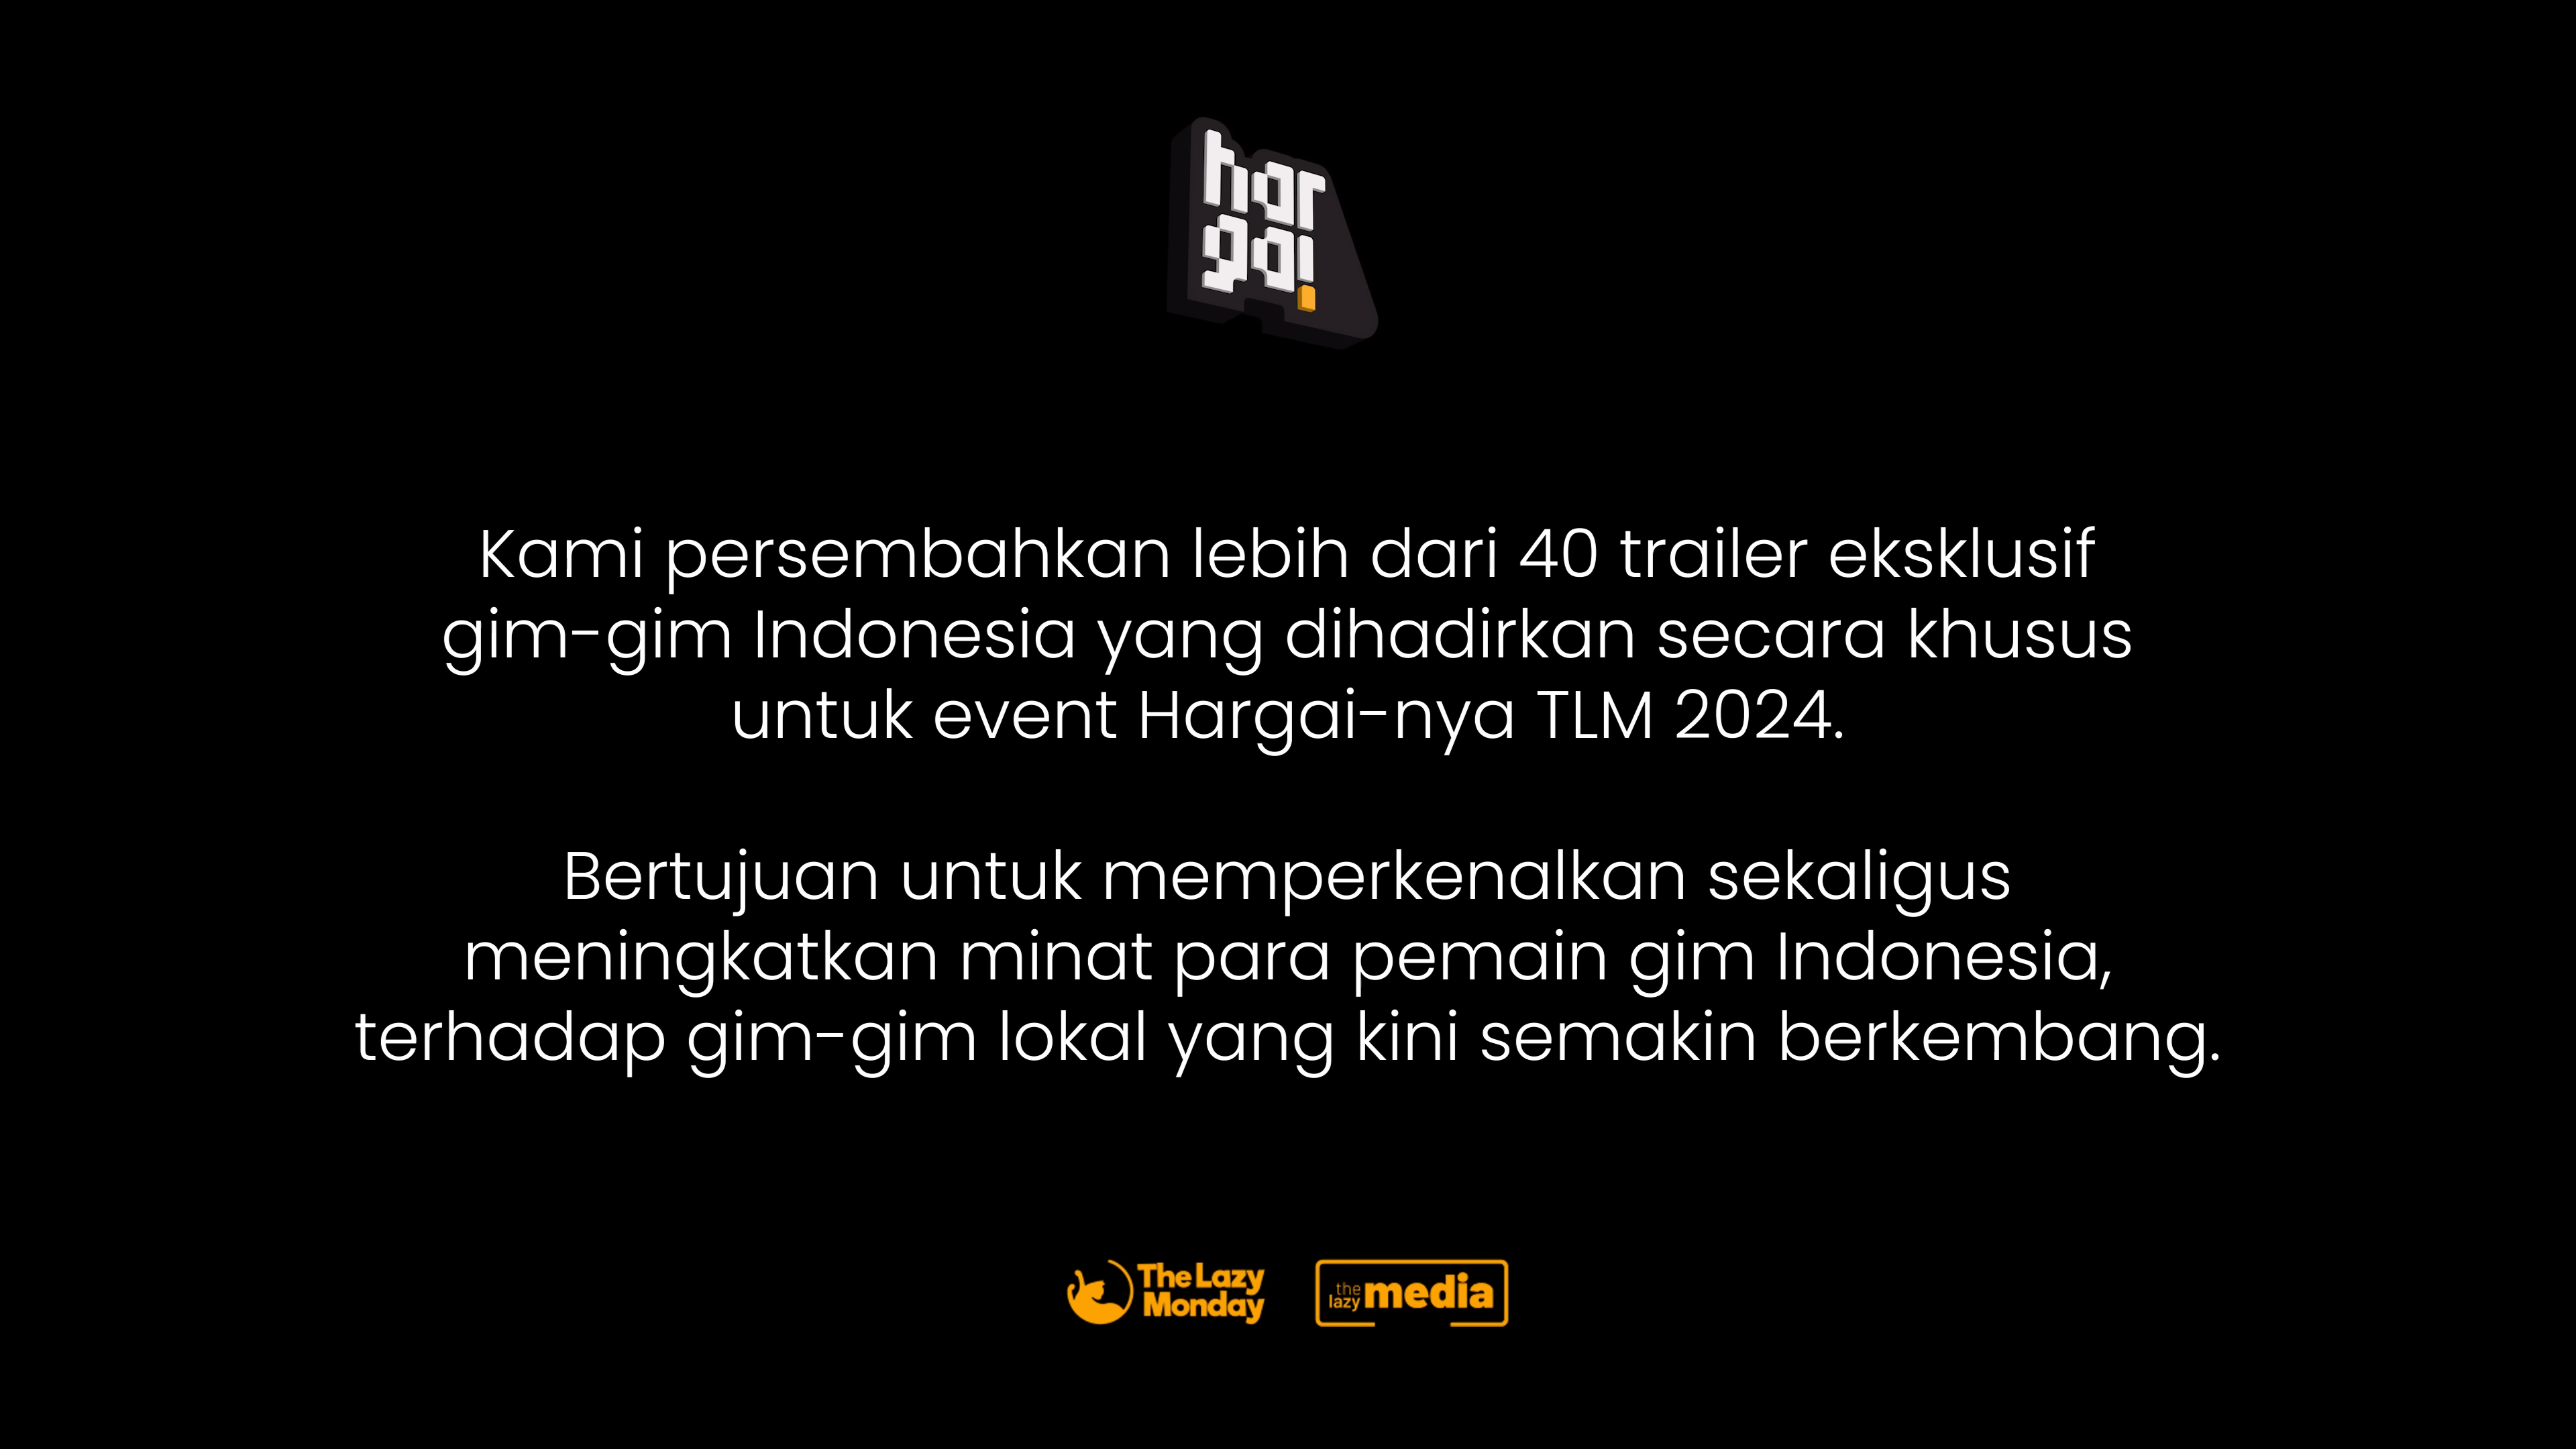 har
gai
Kami persembahkan lebih dari 40 trailer eksklusif
gim-gim Indonesia yang dihadirkan secara khusus
untuk event Hargai-nya TLM 2024.
Bertujuan untuk memperkenalkan sekaligus
meningkatkan minat para pemain gim Indonesia,
terhadap gim-gim lokal yang kini semakin berkembang.
The Lazy
Monday
the
lazy media